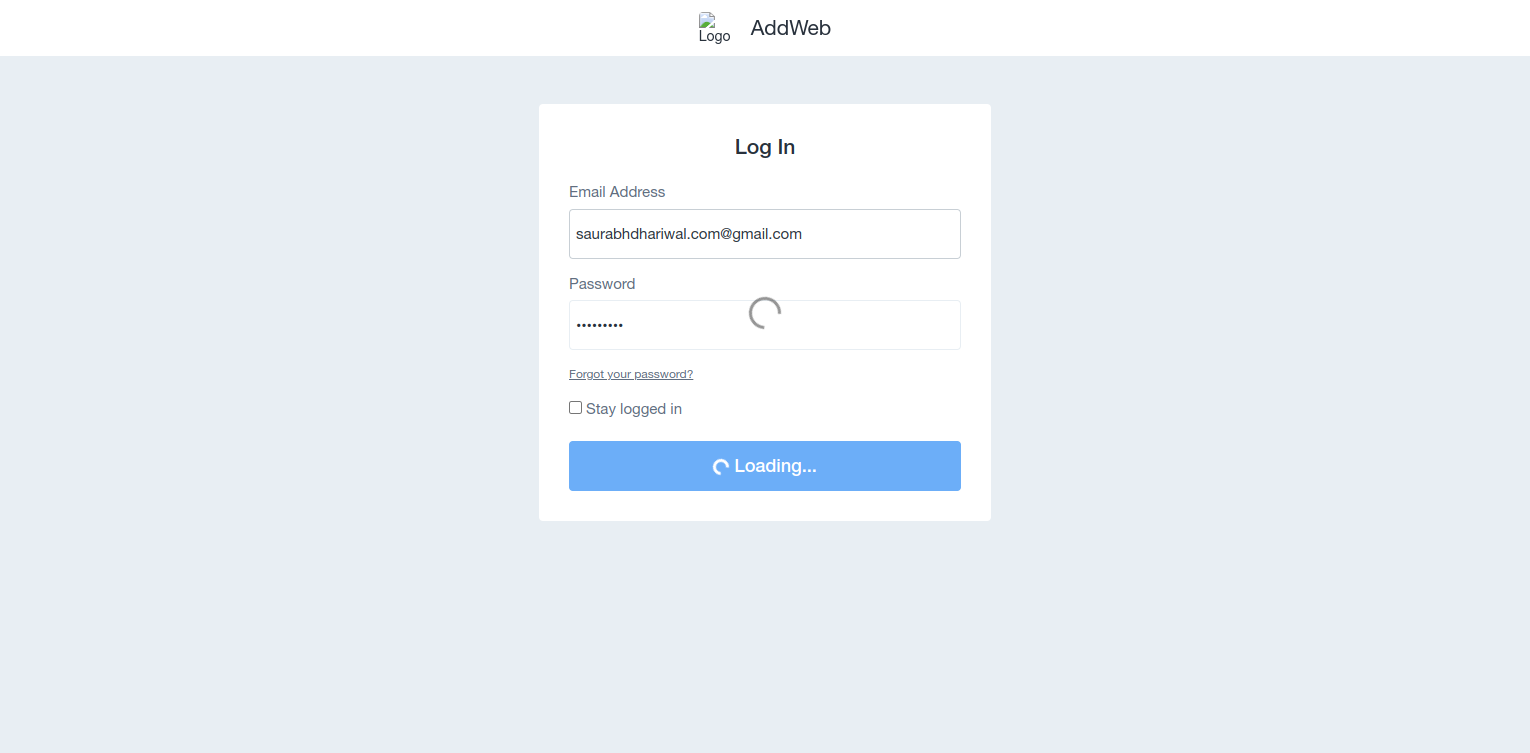 Logo AddWeb
Log In
Email Address
saurabhdhariwal.com@gmail.com
Password
•••••••••
Forgot your password?
Stay logged in
Loading...